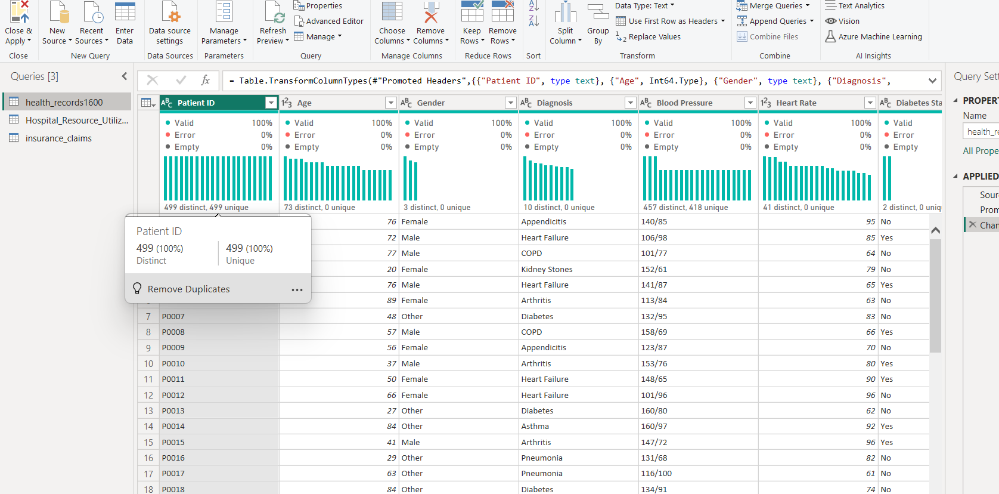 Close & Apply
New Source
Recent Sources
Enter Data
Data source settings
Manage Parameters
Refresh Preview
Properties
Advanced Editor
Manage
Choose Columns
Remove Columns
Keep Rows
Remove Rows
A Z
Z A
Split Column
Group By
Data Type: Text
Use First Row as Headers
1 2 Replace Values
Merge Queries
Append Queries
Combine Files
Text Analytics
Vision
Azure Machine Learning
Close
New Query
Data Sources
Parameters
Query
Manage Columns
Reduce Rows
Sort
Transform
Combine
AI Insights
Queries [3]
health_records1600
Hospital_Resource_Utiliz...
insurance_claims
fx
= Table.TransformColumnTypes(#"Promoted Headers",{{"Patient ID", type text}, {"Age", Int64.Type}, {"Gender", type text}, {"Diagnosis",
ABC Patient ID 123 Age ABC Gender ABC Diagnosis ABC Blood Pressure 123 Heart Rate ABC Diabetes Sta
Valid 100% Valid 100% Valid 100% Valid 100% Valid 100% Valid 100% Valid
Error 0% Error 0% Error 0% Error 0% Error 0% Error 0% Error
Empty 0% Empty 0% Empty 0% Empty 0% Empty 0% Empty 0% Empty
499 distinct, 499 unique 73 distinct, 0 unique 3 distinct, 0 unique 10 distinct, 0 unique 457 distinct, 418 unique 41 distinct, 0 unique 2 distinct, 0 uniq
Patient ID
499 (100%) 499 (100%)
Distinct Unique
Remove Duplicates
...
76 Female Appendicitis 140/85 95 No
72 Male Heart Failure 106/98 85 Yes
77 Male COPD 101/77 64 No
20 Female Kidney Stones 152/61 79 No
76 Male Heart Failure 141/87 65 Yes
89 Female Arthritis 113/84 63 No
7 P0007 48 Other Diabetes 132/95 83 No
8 P0008 57 Male COPD 158/69 66 Yes
9 P0009 56 Female Appendicitis 123/87 70 No
10 P0010 37 Male Arthritis 153/76 80 Yes
11 P0011 50 Female Heart Failure 148/65 90 Yes
12 P0012 66 Female Heart Failure 101/96 96 No
13 P0013 27 Other Diabetes 160/80 62 No
14 P0014 84 Other Asthma 160/97 92 Yes
15 P0015 41 Male Arthritis 147/72 96 Yes
16 P0016 29 Other Pneumonia 131/68 82 No
17 P0017 63 Other Pneumonia 116/100 61 No
18 P0018 84 Other Diabetes 134/91 74 No
Query Sett
PROPER
Name
health_re
All Prope
APPLIED
Sour
Prom
Chan